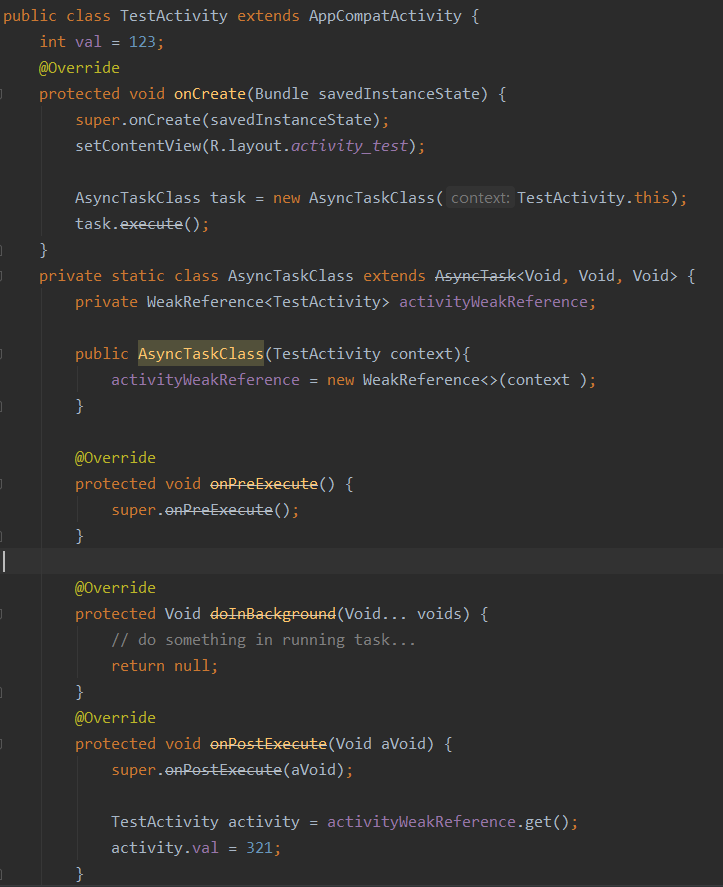 public class TestActivity extends AppCompatActivity {
    int val = 123;
    @Override
    protected void onCreate(Bundle savedInstanceState) {
        super.onCreate(savedInstanceState);
        setContentView(R.layout.activity_test);
        AsyncTaskClass task = new AsyncTaskClass( context: TestActivity.this);
        task.execute();
    }
    private static class AsyncTaskClass extends AsyncTask<Void, Void, Void> {
        private WeakReference<TestActivity> activityWeakReference;
        public AsyncTaskClass(TestActivity context){
            activityWeakReference = new WeakReference<>(context );
        }
        @Override
        protected void onPreExecute() {
            super.onPreExecute();
        }
        @Override
        protected Void doInBackground(Void... voids) {
            // do something in running task...
            return null;
        }
        @Override
        protected void onPostExecute(Void aVoid) {
            super.onPostExecute(aVoid);
            TestActivity activity = activityWeakReference.get();
            activity.val = 321;
        }